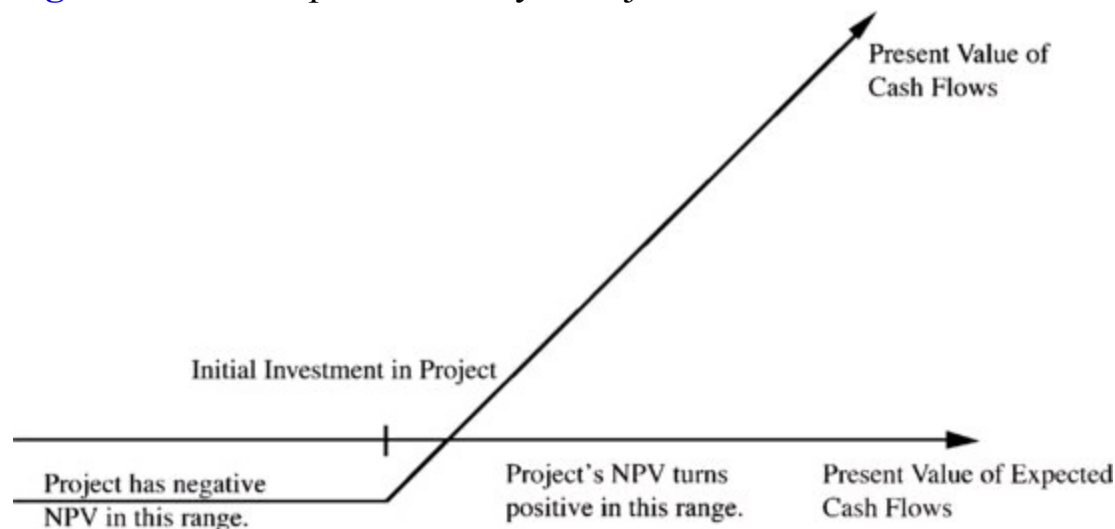 Present Value of
Cash Flows
Initial Investment in Project
Project has negative
NPV in this range.
Project's NPV turns
positive in this range.
Present Value of Expected
Cash Flows